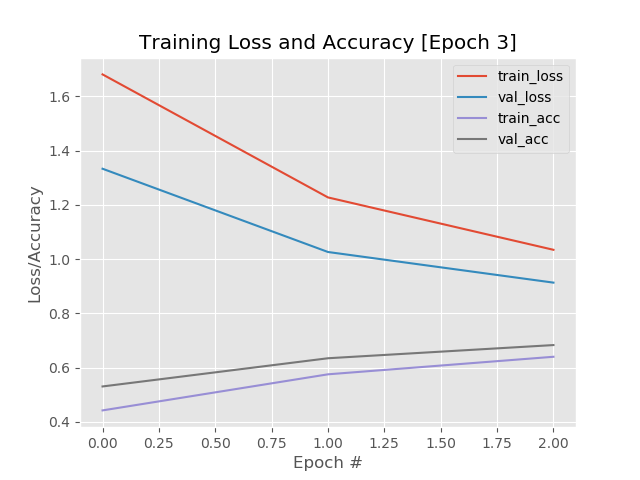 Training Loss and Accuracy [Epoch 3]
train_loss
val_loss
train_acc
val_acc
Loss/Accuracy
1.6
1.4
1.2
1.0
0.8
0.6
0.4
0.00 0.25 0.50 0.75 1.00 1.25 1.50 1.75 2.00
Epoch #